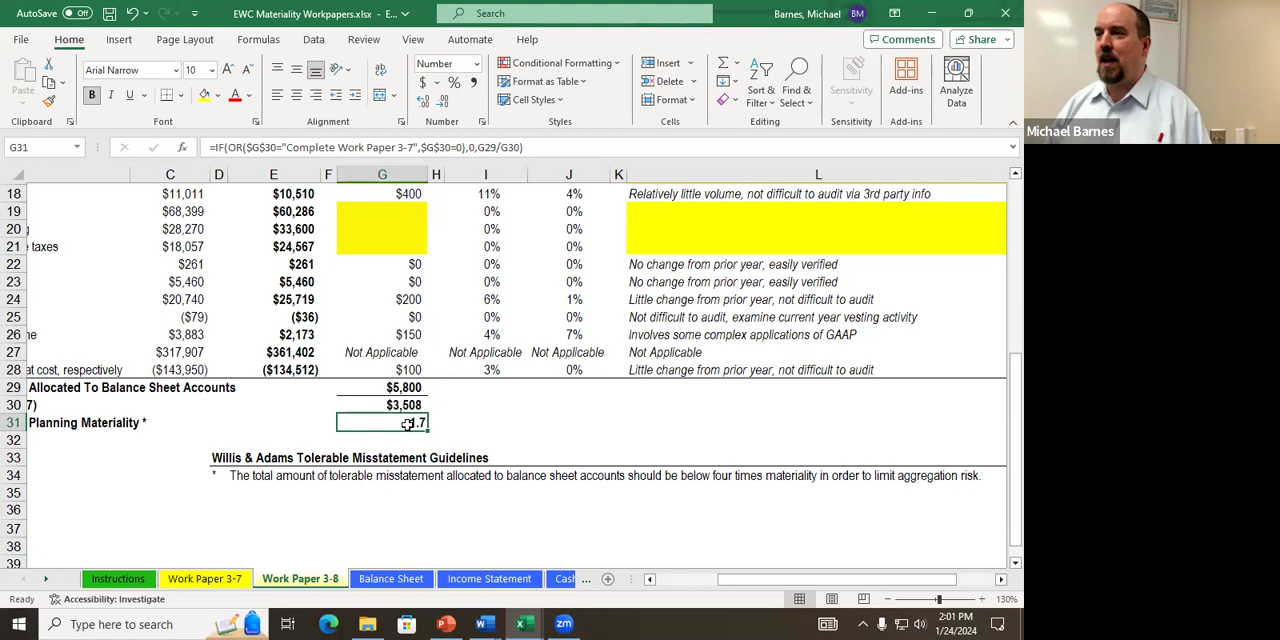 AutoSave Off EWC Materiality Workpapers.xlsx - E... Search Barnes, Michael BM
File Home Insert Page Layout Formulas Data Review View Automate Help Comments Share
Paste Arial Narrow 10 Number Conditional Formatting Insert Sort & Filter Find & Select Sensitivity Add-ins Analyze Data
Format as Table Delete
B I U Cell Styles Format
Clipboard Font Alignment Number Styles Cells Editing Sensitivity Add-ins
G31 =IF(OR($G$30="Complete Work Paper 3-7",$G$30=0),0,G29/G30)
C D E F G H I J K L
18 $11,011 $10,510 $400 11% 4% Relatively little volume, not difficult to audit via 3rd party info
19 $68,399 $60,286 0% 0%
20 g $28,270 $33,600 0% 0%
21 e taxes $18,057 $24,567 0% 0%
22 $261 $261 $0 0% 0% No change from prior year, easily verified
23 $5,460 $5,460 $0 0% 0% No change from prior year, easily verified
24 $20,740 $25,719 $200 6% 1% Little change from prior year, not difficult to audit
25 ($79) ($36) $0 0% 0% Not difficult to audit, examine current year vesting activity
26 ne $3,883 $2,173 $150 4% 7% Involves some complex applications of GAAP
27 $317,907 $361,402 Not Applicable Not Applicable Not Applicable Not Applicable
28 at cost, respectively ($143,950) ($134,512) $100 3% 0% Little change from prior year, not difficult to audit
29 Allocated To Balance Sheet Accounts $5,800
30 7) $3,508
31 Planning Materiality * 1.7
32
33 Willis & Adams Tolerable Misstatement Guidelines
34 * The total amount of tolerable misstatement allocated to balance sheet accounts should be below four times materiality in order to limit aggregation risk.
35
36
37
38
39
Instructions Work Paper 3-7 Work Paper 3-8 Balance Sheet Income Statement Cash ...
Ready Accessibility: Investigate 130%
Type here to search 2:01 PM
1/24/2024
Michael Barnes